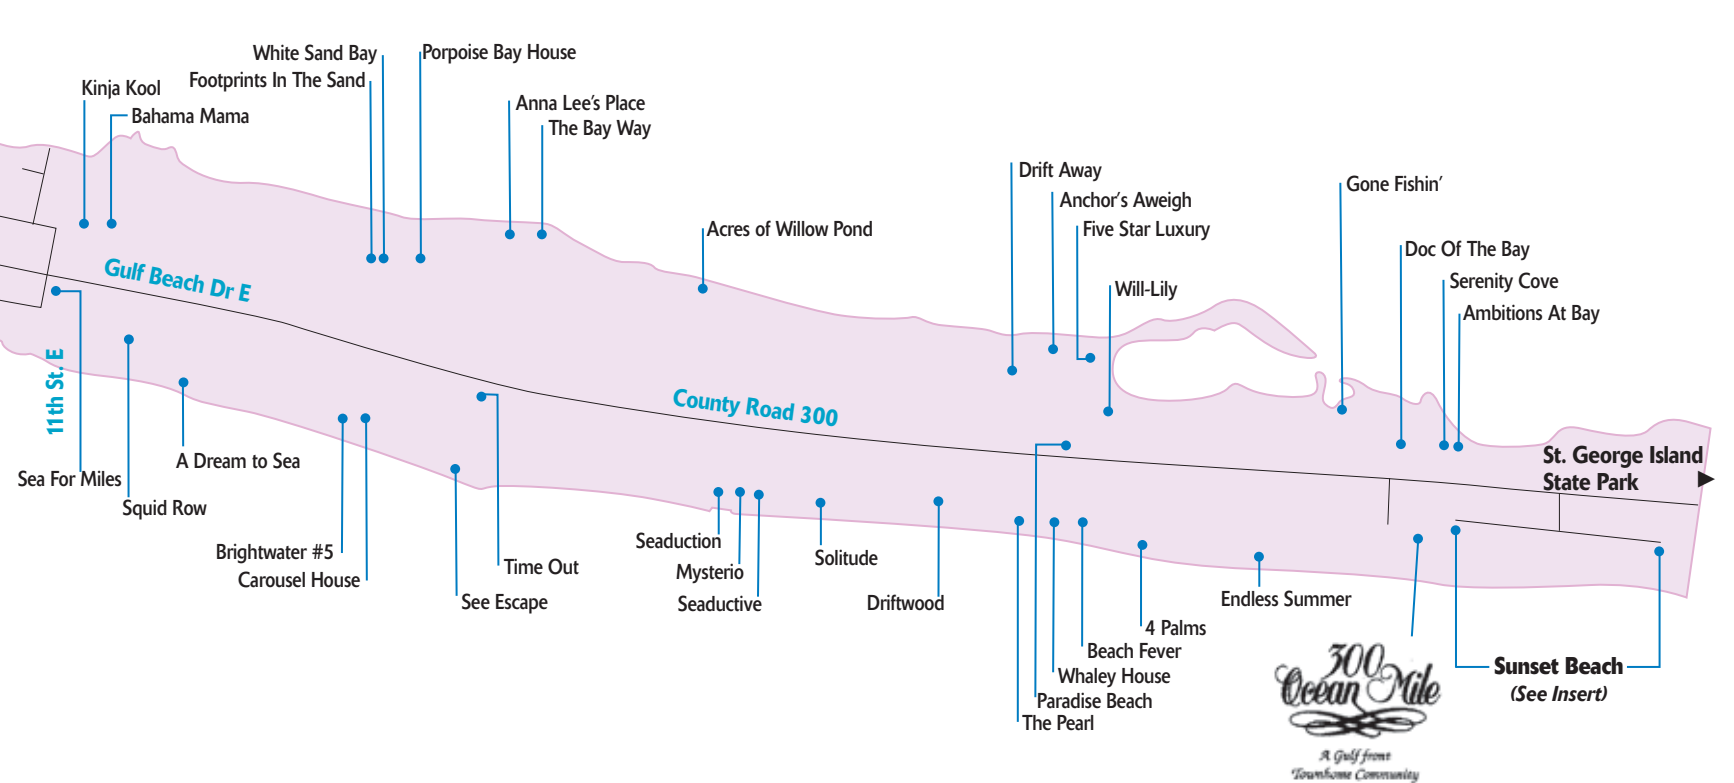 White Sand Bay
Porpoise Bay House
Footprints In The Sand
Kinja Kool
Bahama Mama
Anna Lee's Place
The Bay Way
Drift Away
Anchor's Aweigh
Gone Fishin'
Acres of Willow Pond
Five Star Luxury
Doc Of The Bay
Serenity Cove
Will-Lily
Ambitions At Bay
Gulf Beach Dr E
County Road 300
11th St. E
St. George Island
State Park
A Dream to Sea
Sea For Miles
Squid Row
Brightwater #5
Carousel House
Time Out
See Escape
Seaduction
Mysterio
Seaductive
Solitude
Driftwood
Endless Summer
4 Palms
Beach Fever
Whaley House
Paradise Beach
The Pearl
300
Ocean Mile
A Gulf front
Townhome Community
Sunset Beach
(See Insert)